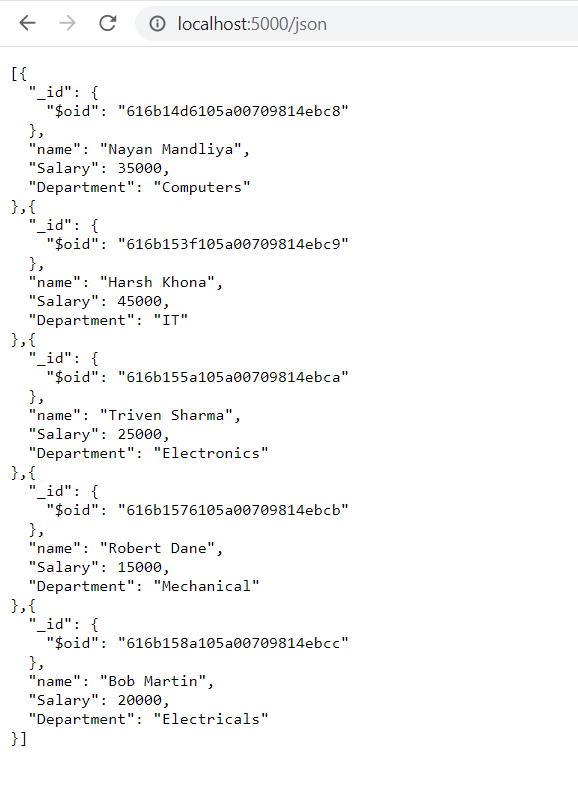 localhost:5000/json
[{
  "_id": {
    "$oid": "616b14d6105a00709814ebc8"
  },
  "name": "Nayan Mandliya",
  "Salary": 35000,
  "Department": "Computers"
},{
  "_id": {
    "$oid": "616b153f105a00709814ebc9"
  },
  "name": "Harsh Khona",
  "Salary": 45000,
  "Department": "IT"
},{
  "_id": {
    "$oid": "616b155a105a00709814ebca"
  },
  "name": "Triven Sharma",
  "Salary": 25000,
  "Department": "Electronics"
},{
  "_id": {
    "$oid": "616b1576105a00709814ebcb"
  },
  "name": "Robert Dane",
  "Salary": 15000,
  "Department": "Mechanical"
},{
  "_id": {
    "$oid": "616b158a105a00709814ebcc"
  },
  "name": "Bob Martin",
  "Salary": 20000,
  "Department": "Electricals"
}]